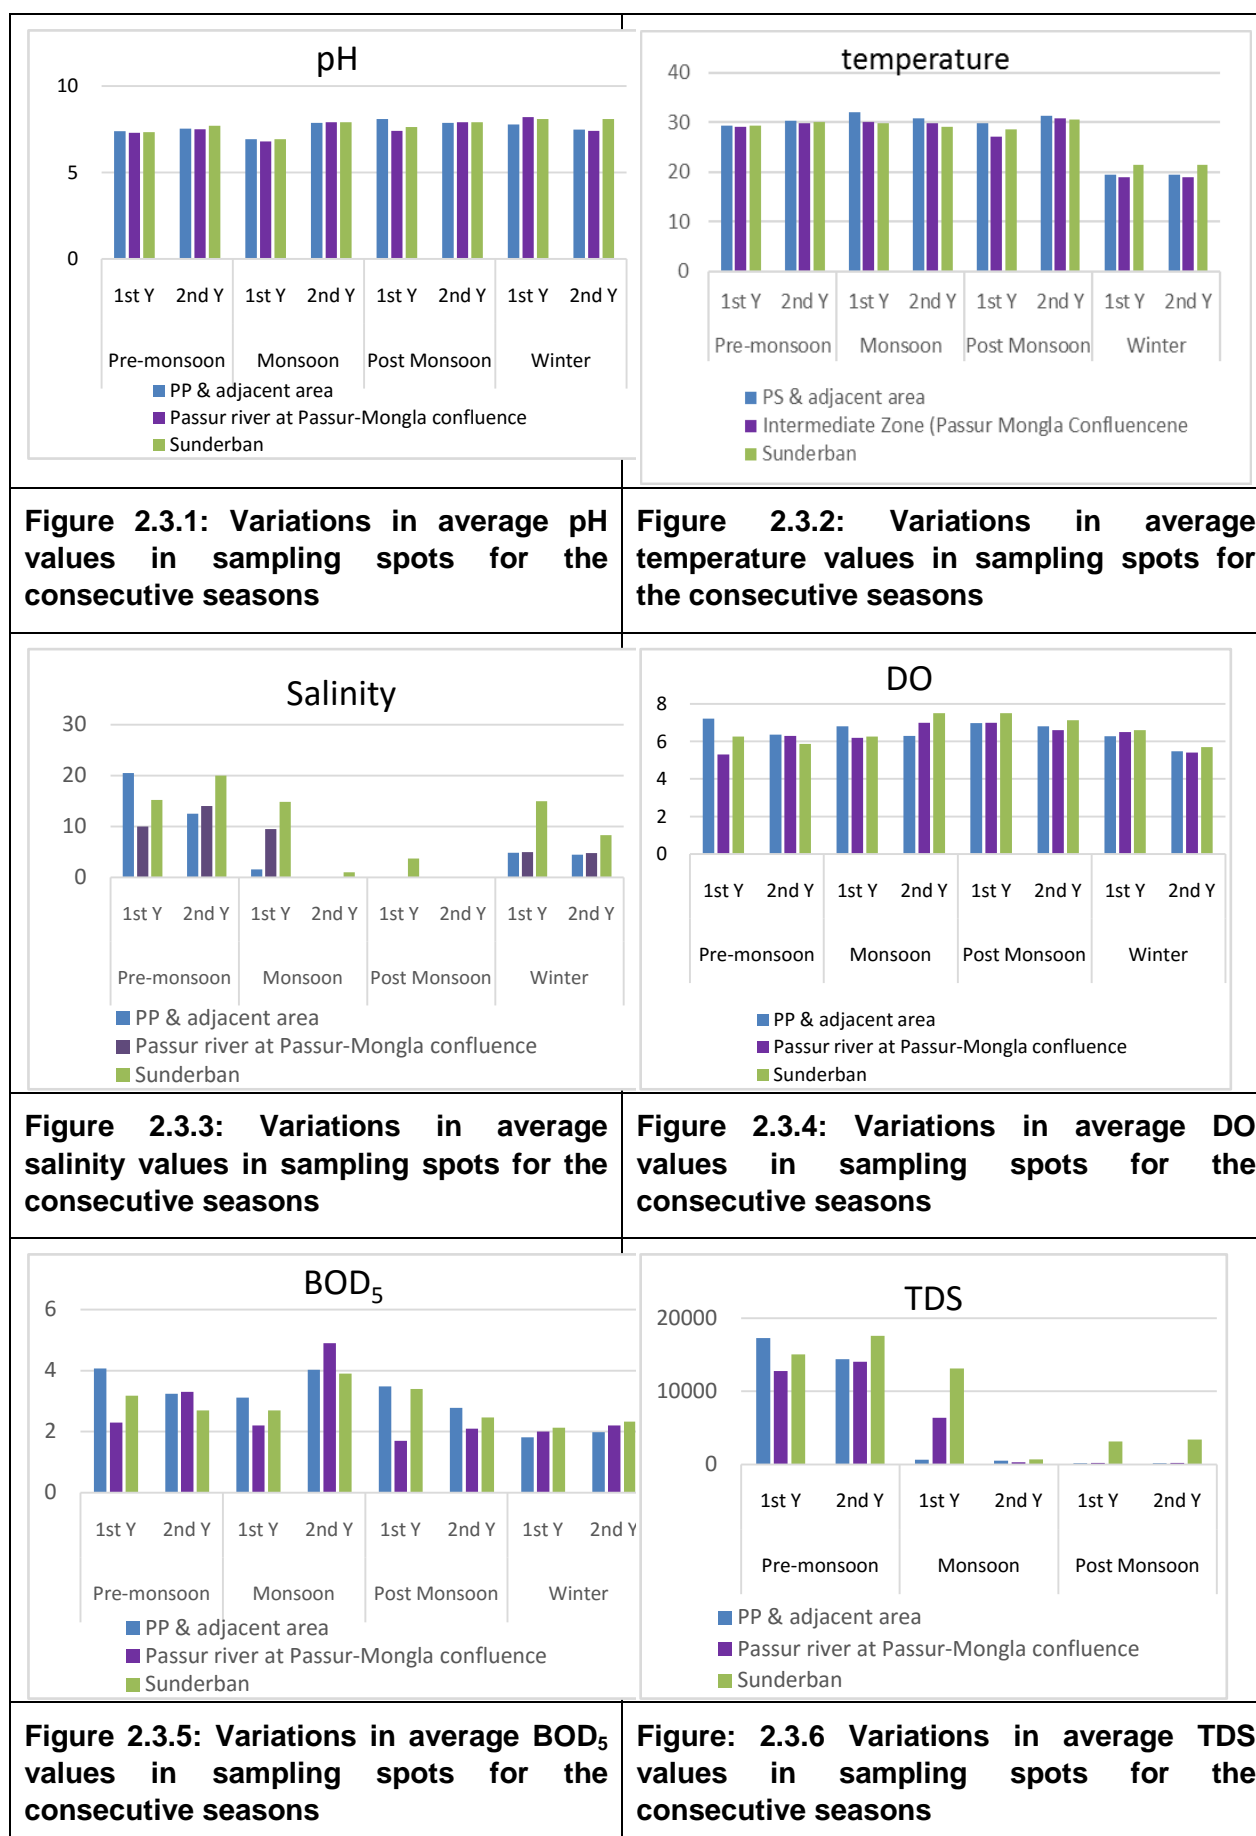 pH
10
5
0
1st Y 2nd Y 1st Y 2nd Y 1st Y 2nd Y 1st Y 2nd Y
Pre-monsoon Monsoon Post Monsoon Winter
PP & adjacent area
Passur river at Passur-Mongla confluence
Sunderban
temperature
40
30
20
10
0
1st Y 2nd Y 1st Y 2nd Y 1st Y 2nd Y 1st Y 2nd Y
Pre-monsoon Monsoon Post Monsoon Winter
PS & adjacent area
Intermediate Zone (Passur Mongla Confluencene
Sunderban
Figure 2.3.1: Variations in average pH
values in sampling spots for the
consecutive seasons
Figure 2.3.2: Variations in average
temperature values in sampling spots for
the consecutive seasons
Salinity
30
20
10
0
1st Y 2nd Y 1st Y 2nd Y 1st Y 2nd Y 1st Y 2nd Y
Pre-monsoon Monsoon Post Monsoon Winter
PP & adjacent area
Passur river at Passur-Mongla confluence
Sunderban
DO
8
6
4
2
0
1st Y 2nd Y 1st Y 2nd Y 1st Y 2nd Y 1st Y 2nd Y
Pre-monsoon Monsoon Post Monsoon Winter
PP & adjacent area
Passur river at Passur-Mongla confluence
Sunderban
Figure 2.3.3: Variations in average
salinity values in sampling spots for the
consecutive seasons
Figure 2.3.4: Variations in average DO
values in sampling spots for the
consecutive seasons
BOD₅
6
4
2
0
1st Y 2nd Y 1st Y 2nd Y 1st Y 2nd Y 1st Y 2nd Y
Pre-monsoon Monsoon Post Monsoon Winter
PP & adjacent area
Passur river at Passur-Mongla confluence
Sunderban
TDS
20000
10000
0
1st Y 2nd Y 1st Y 2nd Y 1st Y 2nd Y
Pre-monsoon Monsoon Post Monsoon
PP & adjacent area
Passur river at Passur-Mongla confluence
Sunderban
Figure 2.3.5: Variations in average BOD₅
values in sampling spots for the
consecutive seasons
Figure: 2.3.6 Variations in average TDS
values in sampling spots for the
consecutive seasons